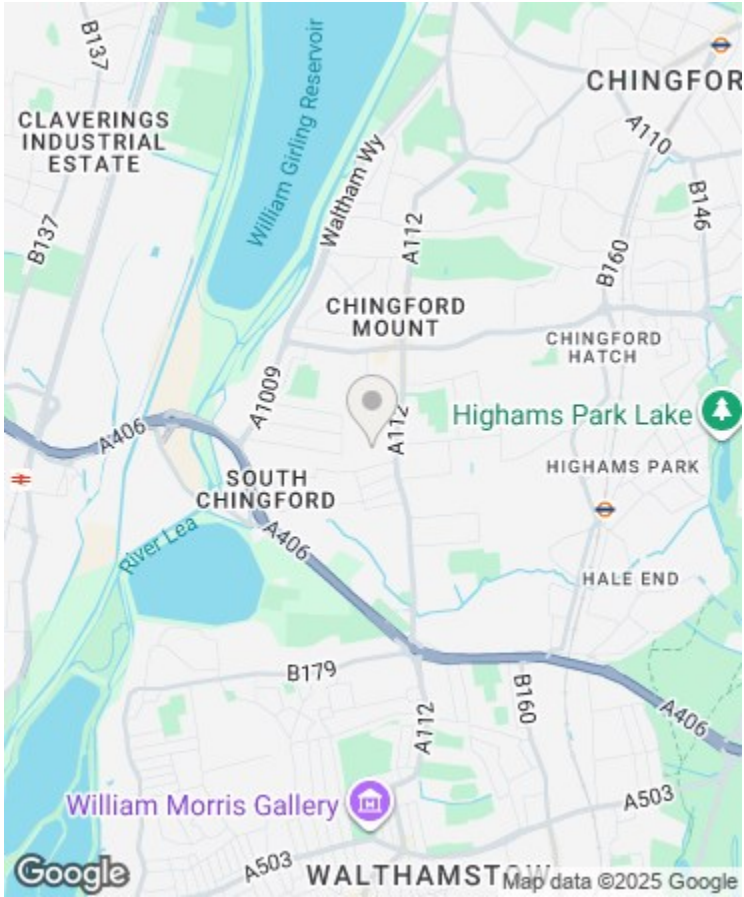 B137
CHINGFOR
CLAVERINGS
INDUSTRIAL
ESTATE
William Girling Reservoir
Waltham Wy
A110
A112
B146
B137
B160
CHINGFORD
MOUNT
CHINGFORD
HATCH
A1009
A112
Highams Park Lake
A406
SOUTH
CHINGFORD
HIGHAMS PARK
River Lea
A406
HALE END
B179
B160
A406
A112
William Morris Gallery
A503
A503
WALTHAMSTOW
Google
Map data ©2025 Google